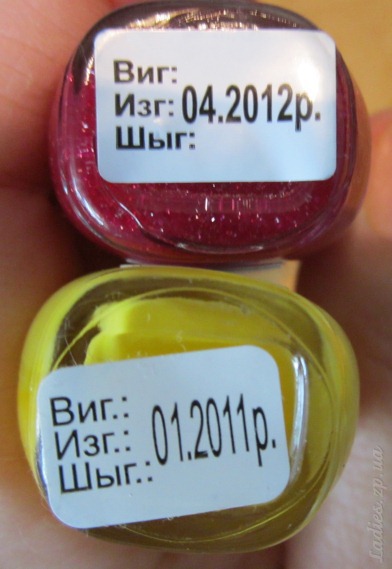 Виг:
Изг: 04.2012р.
Шыг:
Виг.:
Изг.: 01.2011р.
Шыг.:
Ladies.zp.ua